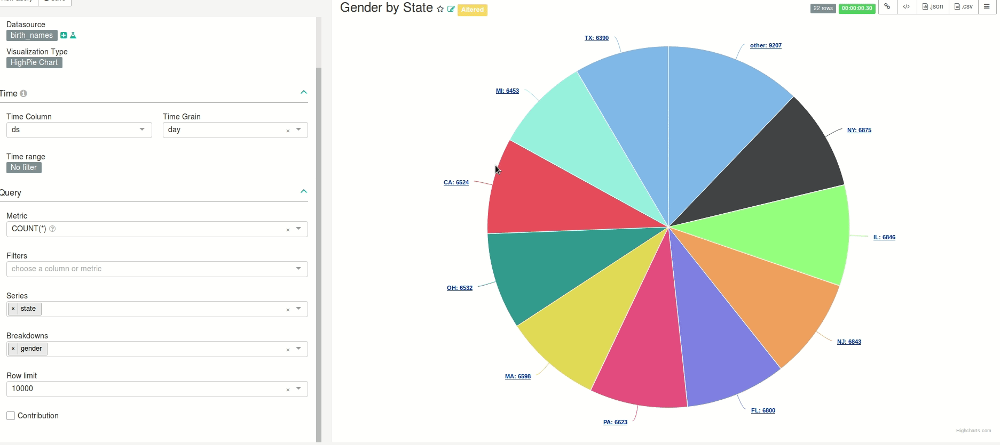 Gender by State
Altered
22 rows
00:00:00.30
</>
.json
.csv
Datasource
birth_names
Visualization Type
HighPie Chart
Time
Time Column
Time Grain
ds
day
×
Time range
No filter
Query
Metric
COUNT(*)
×
Filters
choose a column or metric
Series
× state
×
Breakdowns
× gender
×
Row limit
10000
×
Contribution
TX: 6390
other: 9207
MI: 6453
NY: 6875
CA: 6524
IL: 6846
OH: 6532
NJ: 6843
MA: 6598
FL: 6800
PA: 6623
Highcharts.com